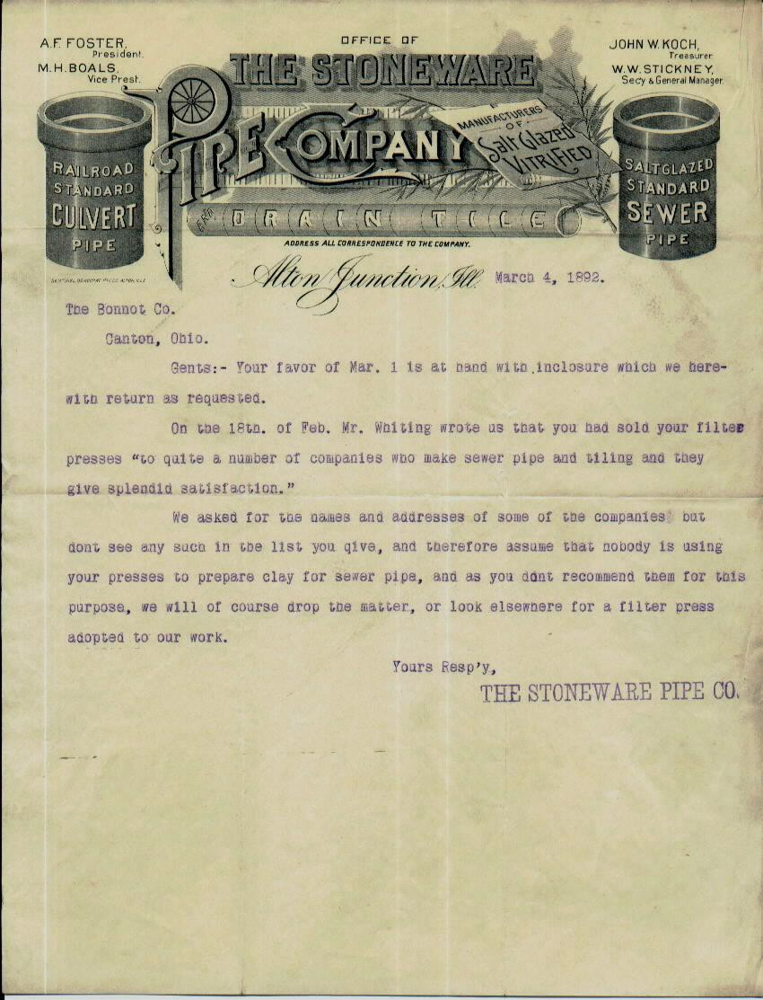 A.F. FOSTER,
President.
M.H. BOALS,
Vice Prest.
OFFICE OF
THE STONEWARE
PIPE COMPANY
MANUFACTURERS
OF
Salt Glazed
VITRIFIED
DRAIN TILE
JOHN W. KOCH,
Treasurer
W.W. STICKNEY,
Sec'y & General Manager.
RAILROAD
STANDARD
CULVERT
PIPE
SALTGLAZED
STANDARD
SEWER
PIPE
ADDRESS ALL CORRESPONDENCE TO THE COMPANY.
Alton Junction, Ill. March 4, 1892.
The Bonnot Co.
Canton, Ohio.
Gents:- Your favor of Mar. 1 is at hand with inclosure which we here-
with return as requested.
On the 18th. of Feb. Mr. Whiting wrote us that you had sold your filter
presses "to quite a number of companies who make sewer pipe and tiling and they
give splendid satisfaction."
We asked for the names and addresses of some of the companies but
dont see any such in the list you give, and therefore assume that nobody is using
your presses to prepare clay for sewer pipe, and as you dont recommend them for this
purpose, we will of course drop the matter, or look elsewhere for a filter press
adopted to our work.
Yours Resp'y,
THE STONEWARE PIPE CO.